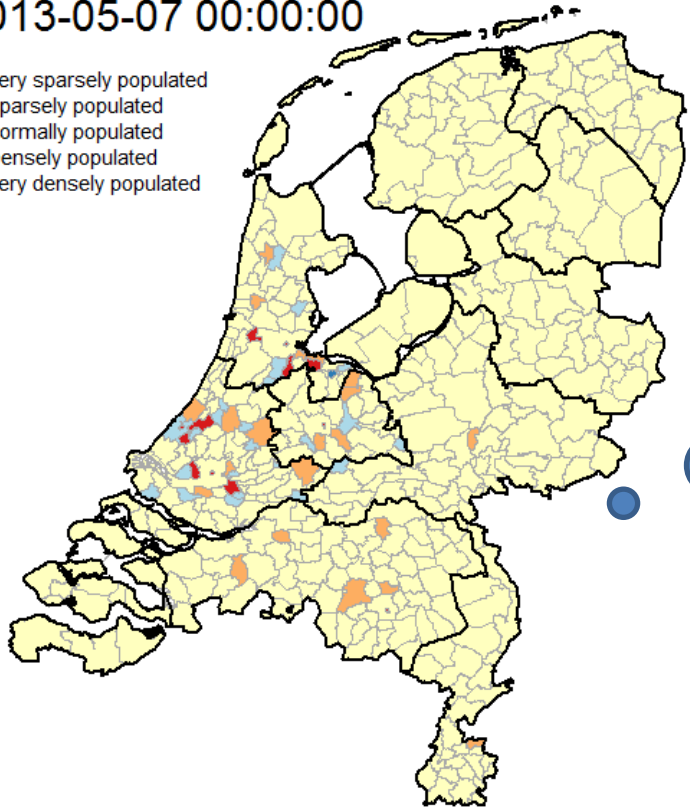 013-05-07 00:00:00
ery sparsely populated
parsely populated
ormally populated
ensely populated
ery densely populated